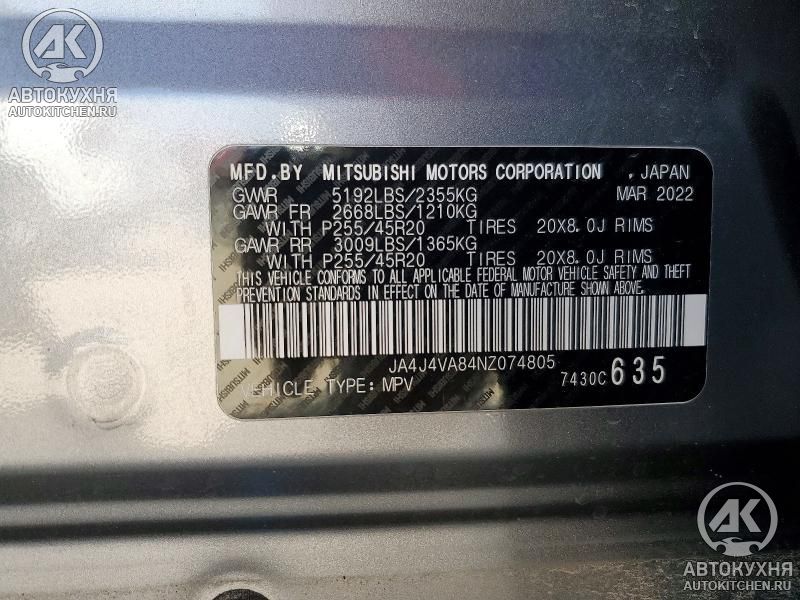 АК
АВТОКУХНЯ
AUTOKITCHEN.RU
MFD.BY MITSUBISHI MOTORS CORPORATION , JAPAN
GVWR 5192LBS/2355KG MAR 2022
GAWR FR 2668LBS/1210KG
WITH P255/45R20 TIRES 20X8.0J RIMS
GAWR RR 3009LBS/1365KG
WITH P255/45R20 TIRES 20X8.0J RIMS
THIS VEHICLE CONFORMS TO ALL APPLICABLE FEDERAL MOTOR VEHICLE SAFETY AND THEFT
PREVENTION STANDARDS IN EFFECT ON THE DATE OF MANUFACTURE SHOWN ABOVE.
JA4J4VA84NZ074805
VEHICLE TYPE: MPV 7430C 635
АК
АВТОКУХНЯ
AUTOKITCHEN.RU